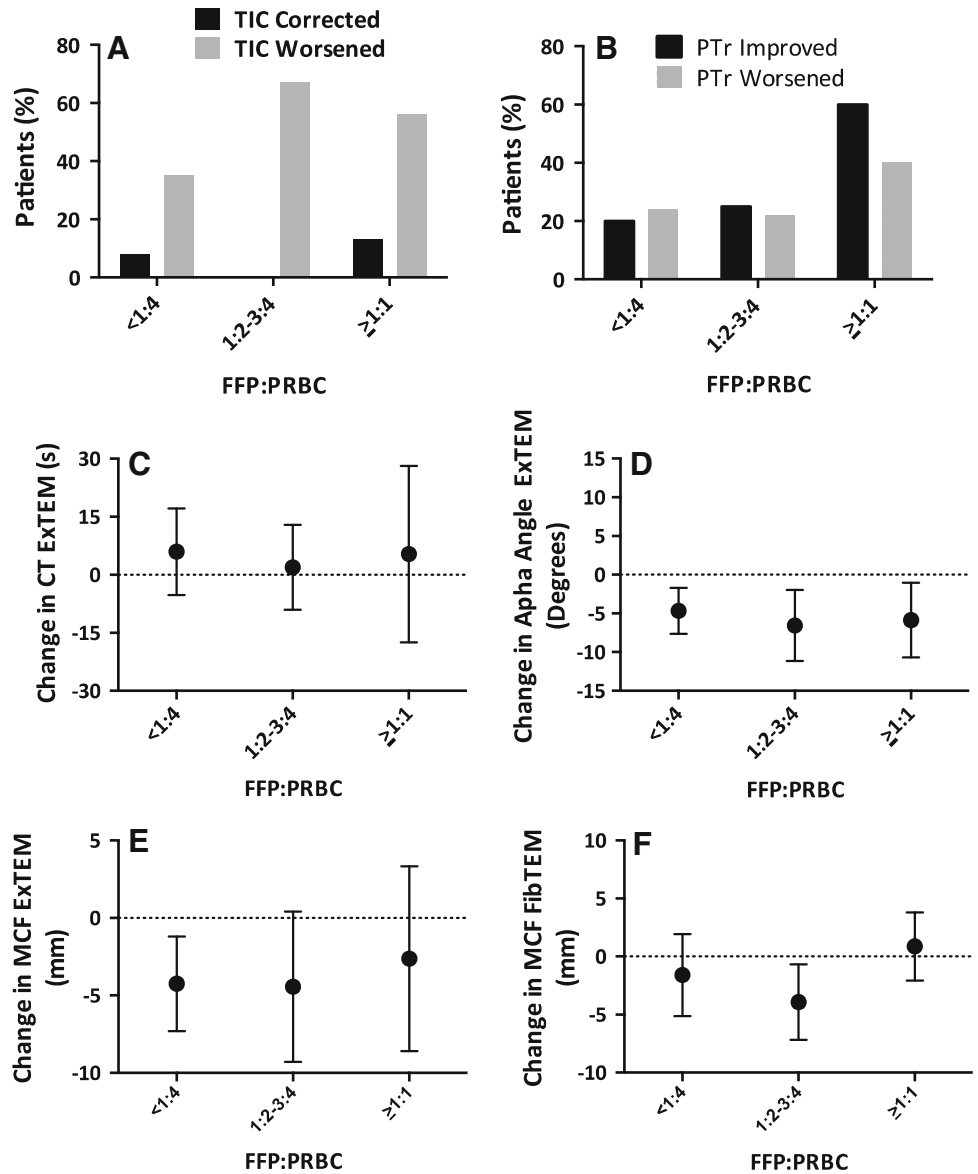 A
TIC Corrected
TIC Worsened
Patients (%)
80
60
40
20
0
<1:4
1:2-3:4
≥1:1
FFP:PRBC
B
PTr Improved
PTr Worsened
Patients (%)
80
60
40
20
0
<1:4
1:2-3:4
≥1:1
FFP:PRBC
C
Change in CT ExTEM (s)
30
15
0
-15
-30
<1:4
1:2-3:4
≥1:1
FFP:PRBC
D
Change in Apha Angle ExTEM
(Degrees)
15
10
5
0
-5
-10
-15
<1:4
1:2-3:4
≥1:1
FFP:PRBC
E
Change in MCF ExTEM
(mm)
5
0
-5
-10
<1:4
1:2-3:4
≥1:1
FFP:PRBC
F
Change in MCF FibTEM
(mm)
10
5
0
-5
-10
<1:4
1:2-3:4
≥1:1
FFP:PRBC